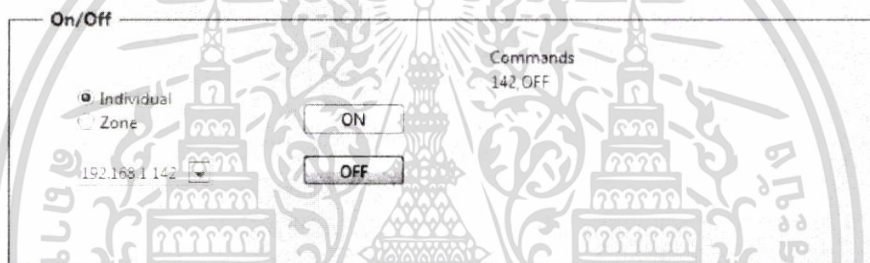 On/Off
Commands
142,OFF
Individual
Zone
ON
192.168.1.142
OFF